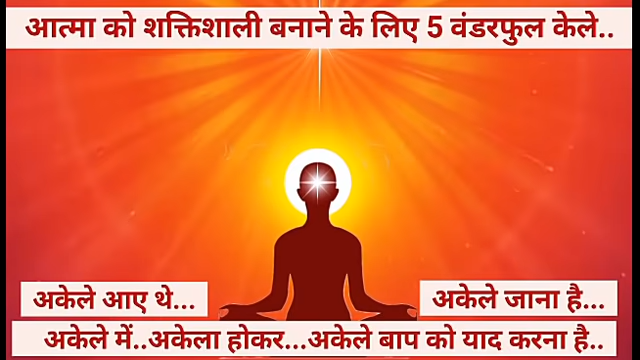 आत्मा को शक्तिशाली बनाने के लिए 5 वंडरफुल केले..
अकेले आए थे...
अकेले जाना है...
अकेले में..अकेला होकर...अकेले बाप को याद करना है..